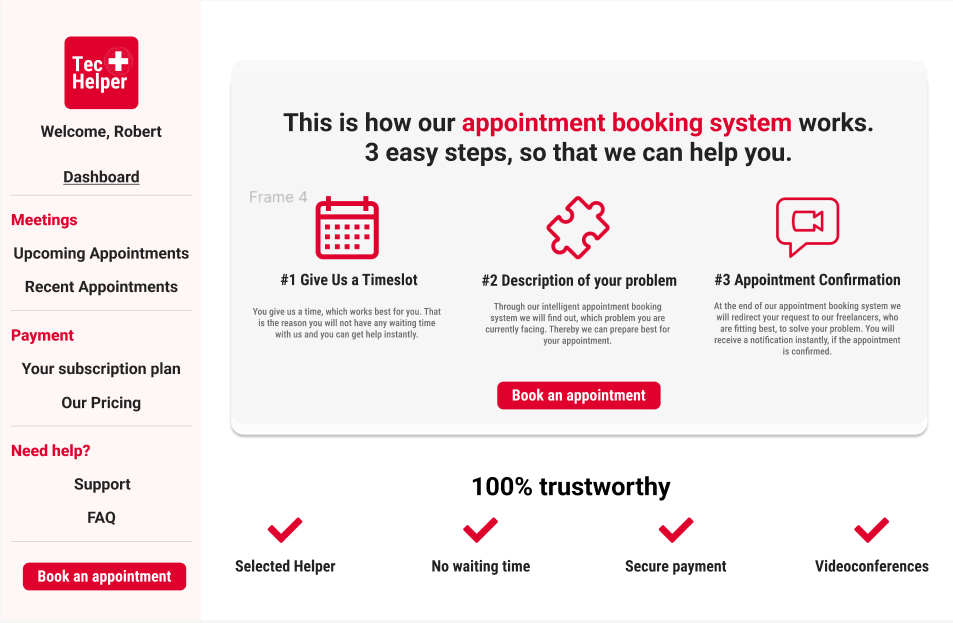 Tec
Helper
Welcome, Robert
Dashboard
Meetings
Upcoming Appointments
Recent Appointments
Payment
Your subscription plan
Our Pricing
Need help?
Support
FAQ
Book an appointment
This is how our appointment booking system works.
3 easy steps, so that we can help you.
Frame 4
#1 Give Us a Timeslot
You give us a time, which works best for you. That
is the reason you will not have any waiting time
with us and you can get help instantly.
#2 Description of your problem
Through our intelligent appointment booking
system we will find out, which problem you are
currently facing. Thereby we can prepare best for
your appointment.
#3 Appointment Confirmation
At the end of our appointment booking system we
will redirect your request to our freelancers, who
are fitting best, to solve your problem. You will
receive a notification instantly, if the appointment
is confirmed.
Book an appointment
100% trustworthy
Selected Helper
No waiting time
Secure payment
Videoconferences